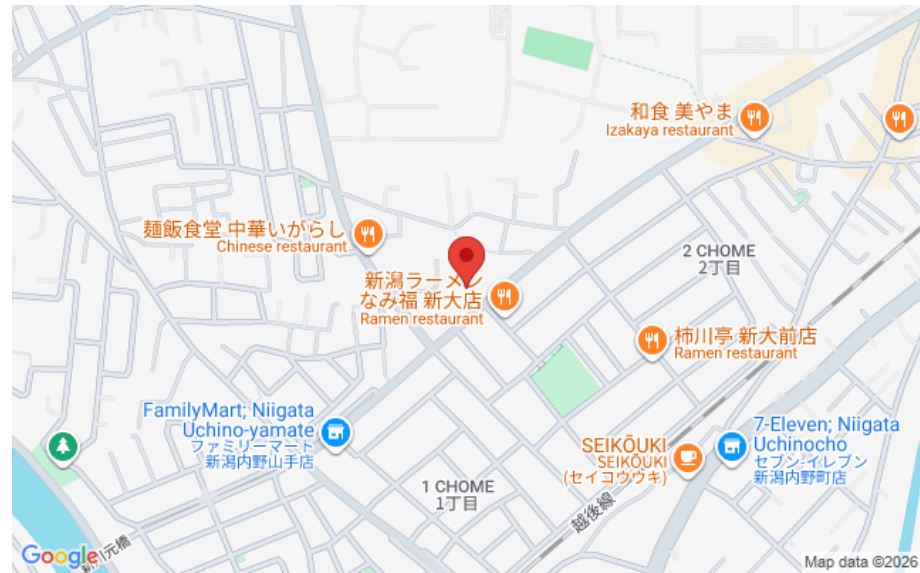 和食 美やま
Izakaya restaurant
麺飯食堂 中華いがらし
Chinese restaurant
2 CHOME
2丁目
新潟ラーメン
なみ福 新大店
Ramen restaurant
柿川亭 新大前店
Ramen restaurant
FamilyMart; Niigata
Uchino-yamate
ファミリーマート
新潟内野山手店
7-Eleven; Niigata
Uchinocho
セブン-イレブン
新潟内野町店
SEIKŌUKI
SEIKŌUKI
(セイコウウキ)
1 CHOME
1丁目
越後線
元橋
Google
Map data ©2026